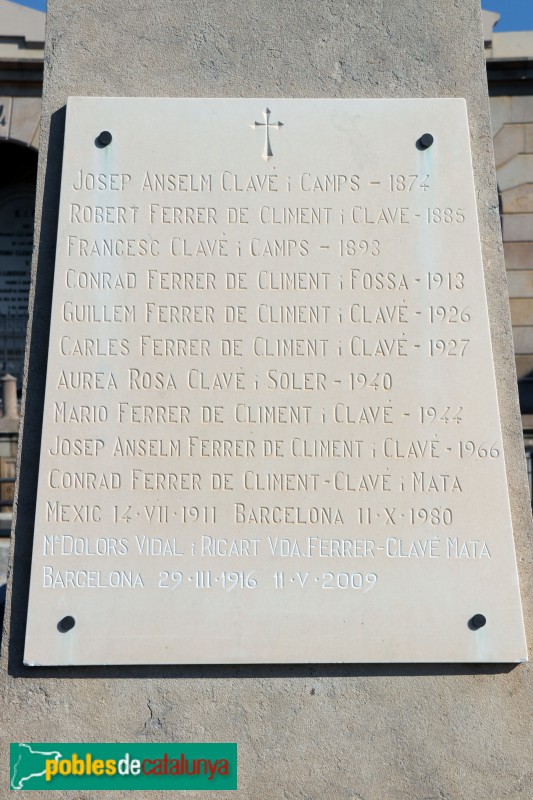 JOSEP ANSELM CLAVÉ i CAMPS – 1874
ROBERT FERRER DE CLIMENT i CLAVÉ - 1885
FRANCESC CLAVÉ i CAMPS – 1893
CONRAD FERRER DE CLIMENT i FOSSA - 1913
GUILLEM FERRER DE CLIMENT i CLAVÉ - 1926
CARLES FERRER DE CLIMENT i CLAVÉ - 1927
AUREA ROSA CLAVÉ i SOLER - 1940
MARIO FERRER DE CLIMENT i CLAVÉ - 1944
JOSEP ANSELM FERRER DE CLIMENT i CLAVÉ - 1966
CONRAD FERRER DE CLIMENT-CLAVÉ i MATA
MEXIC 14·VII·1911 BARCELONA 11·X·1980
Mª DOLORS VIDAL i RICART VDA. FERRER-CLAVÉ MATA
BARCELONA 29·III·1916 11·V·2009
poblesdecatalunya